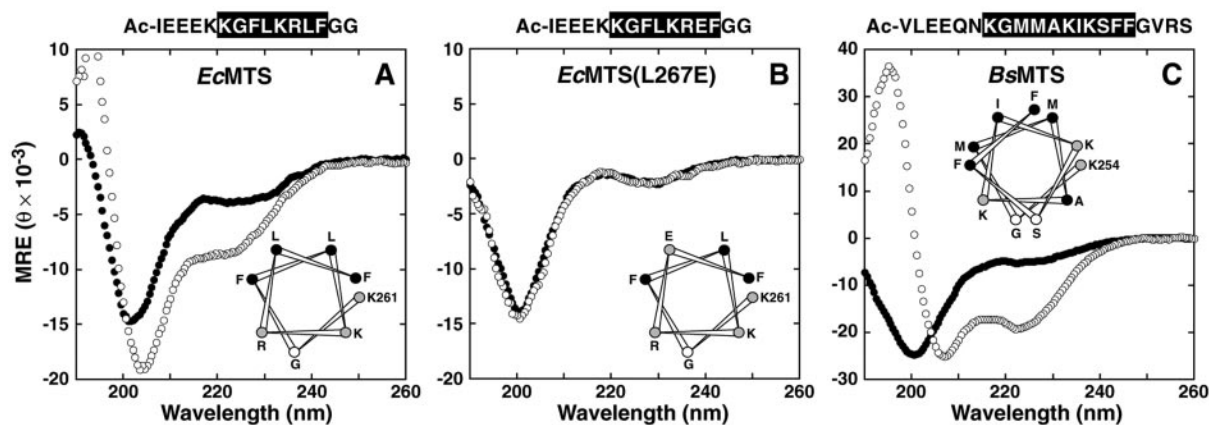 Ac-IEEEKKGFLKRLFGG
Ac-IEEEKKGFLKREFGG
Ac-VLEEQNKGMMAKIKSFFGVRS
MRE (θ × 10⁻³)
10
5
0
-5
-10
-15
-20
EcMTS
A
L
L
F
F
K261
R
K
G
200
220
240
260
Wavelength (nm)
10
5
0
-5
-10
-15
-20
EcMTS(L267E)
B
E
L
F
F
K261
R
K
G
200
220
240
260
Wavelength (nm)
40
30
20
10
0
-10
-20
-30
BsMTS
C
F
I
M
M
K
F
K254
K
A
G
S
200
220
240
260
Wavelength (nm)